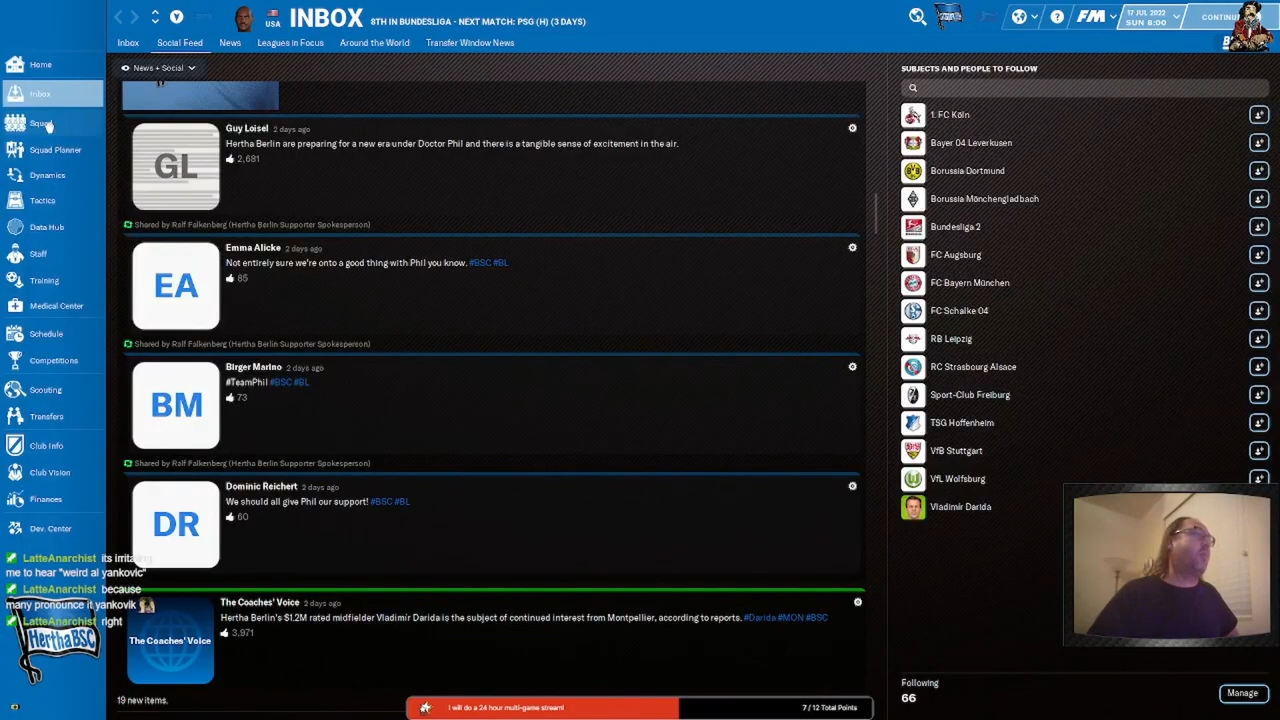 USA
INBOX
8TH IN BUNDESLIGA - NEXT MATCH: PSG (H) (3 DAYS)
FM
17 JUL 2022
SUN 8:00
Inbox
Social Feed
News
Leagues in Focus
Around the World
Transfer Window News
Home
Inbox
Squad Planner
Dynamics
Tactics
Data Hub
Staff
Training
Medical Center
Schedule
Competitions
Scouting
Transfers
Club Info
Club Vision
Finances
Dev. Center
News + Social
GL
Guy Loisel 2 days ago
Hertha Berlin are preparing for a new era under Doctor Phil and there is a tangible sense of excitement in the air.
2,681
Shared by Ralf Falkenberg (Hertha Berlin Supporter Spokesperson)
EA
Emma Alicke 2 days ago
Not entirely sure we're onto a good thing with Phil you know. #BSC #BL
85
Shared by Ralf Falkenberg (Hertha Berlin Supporter Spokesperson)
BM
Birger Marino 2 days ago
#TeamPhil #BSC #BL
73
Shared by Ralf Falkenberg (Hertha Berlin Supporter Spokesperson)
DR
Dominic Reichert 2 days ago
We should all give Phil our support! #BSC #BL
60
The Coaches' Voice
The Coaches' Voice 2 days ago
Hertha Berlin's $1.2M rated midfielder Vladimír Darida is the subject of continued interest from Montpellier, according to reports. #Darida #MON #BSC
3,971
19 new items.
SUBJECTS AND PEOPLE TO FOLLOW
1. FC Köln
Bayer 04 Leverkusen
Borussia Dortmund
Borussia Mönchengladbach
Bundesliga 2
FC Augsburg
FC Bayern München
FC Schalke 04
RB Leipzig
RC Strasbourg Alsace
Sport-Club Freiburg
TSG Hoffenheim
VfB Stuttgart
VfL Wolfsburg
Vladimír Darida
Following
66
Manage
LatteAnarchist its irritating
me to hear "weird al yankovic"
LatteAnarchist because
many pronounce it yankovik
LatteAnarchist right
Hertha BSC
I will do a 24 hour multi-game stream!
7 / 12 Total Points